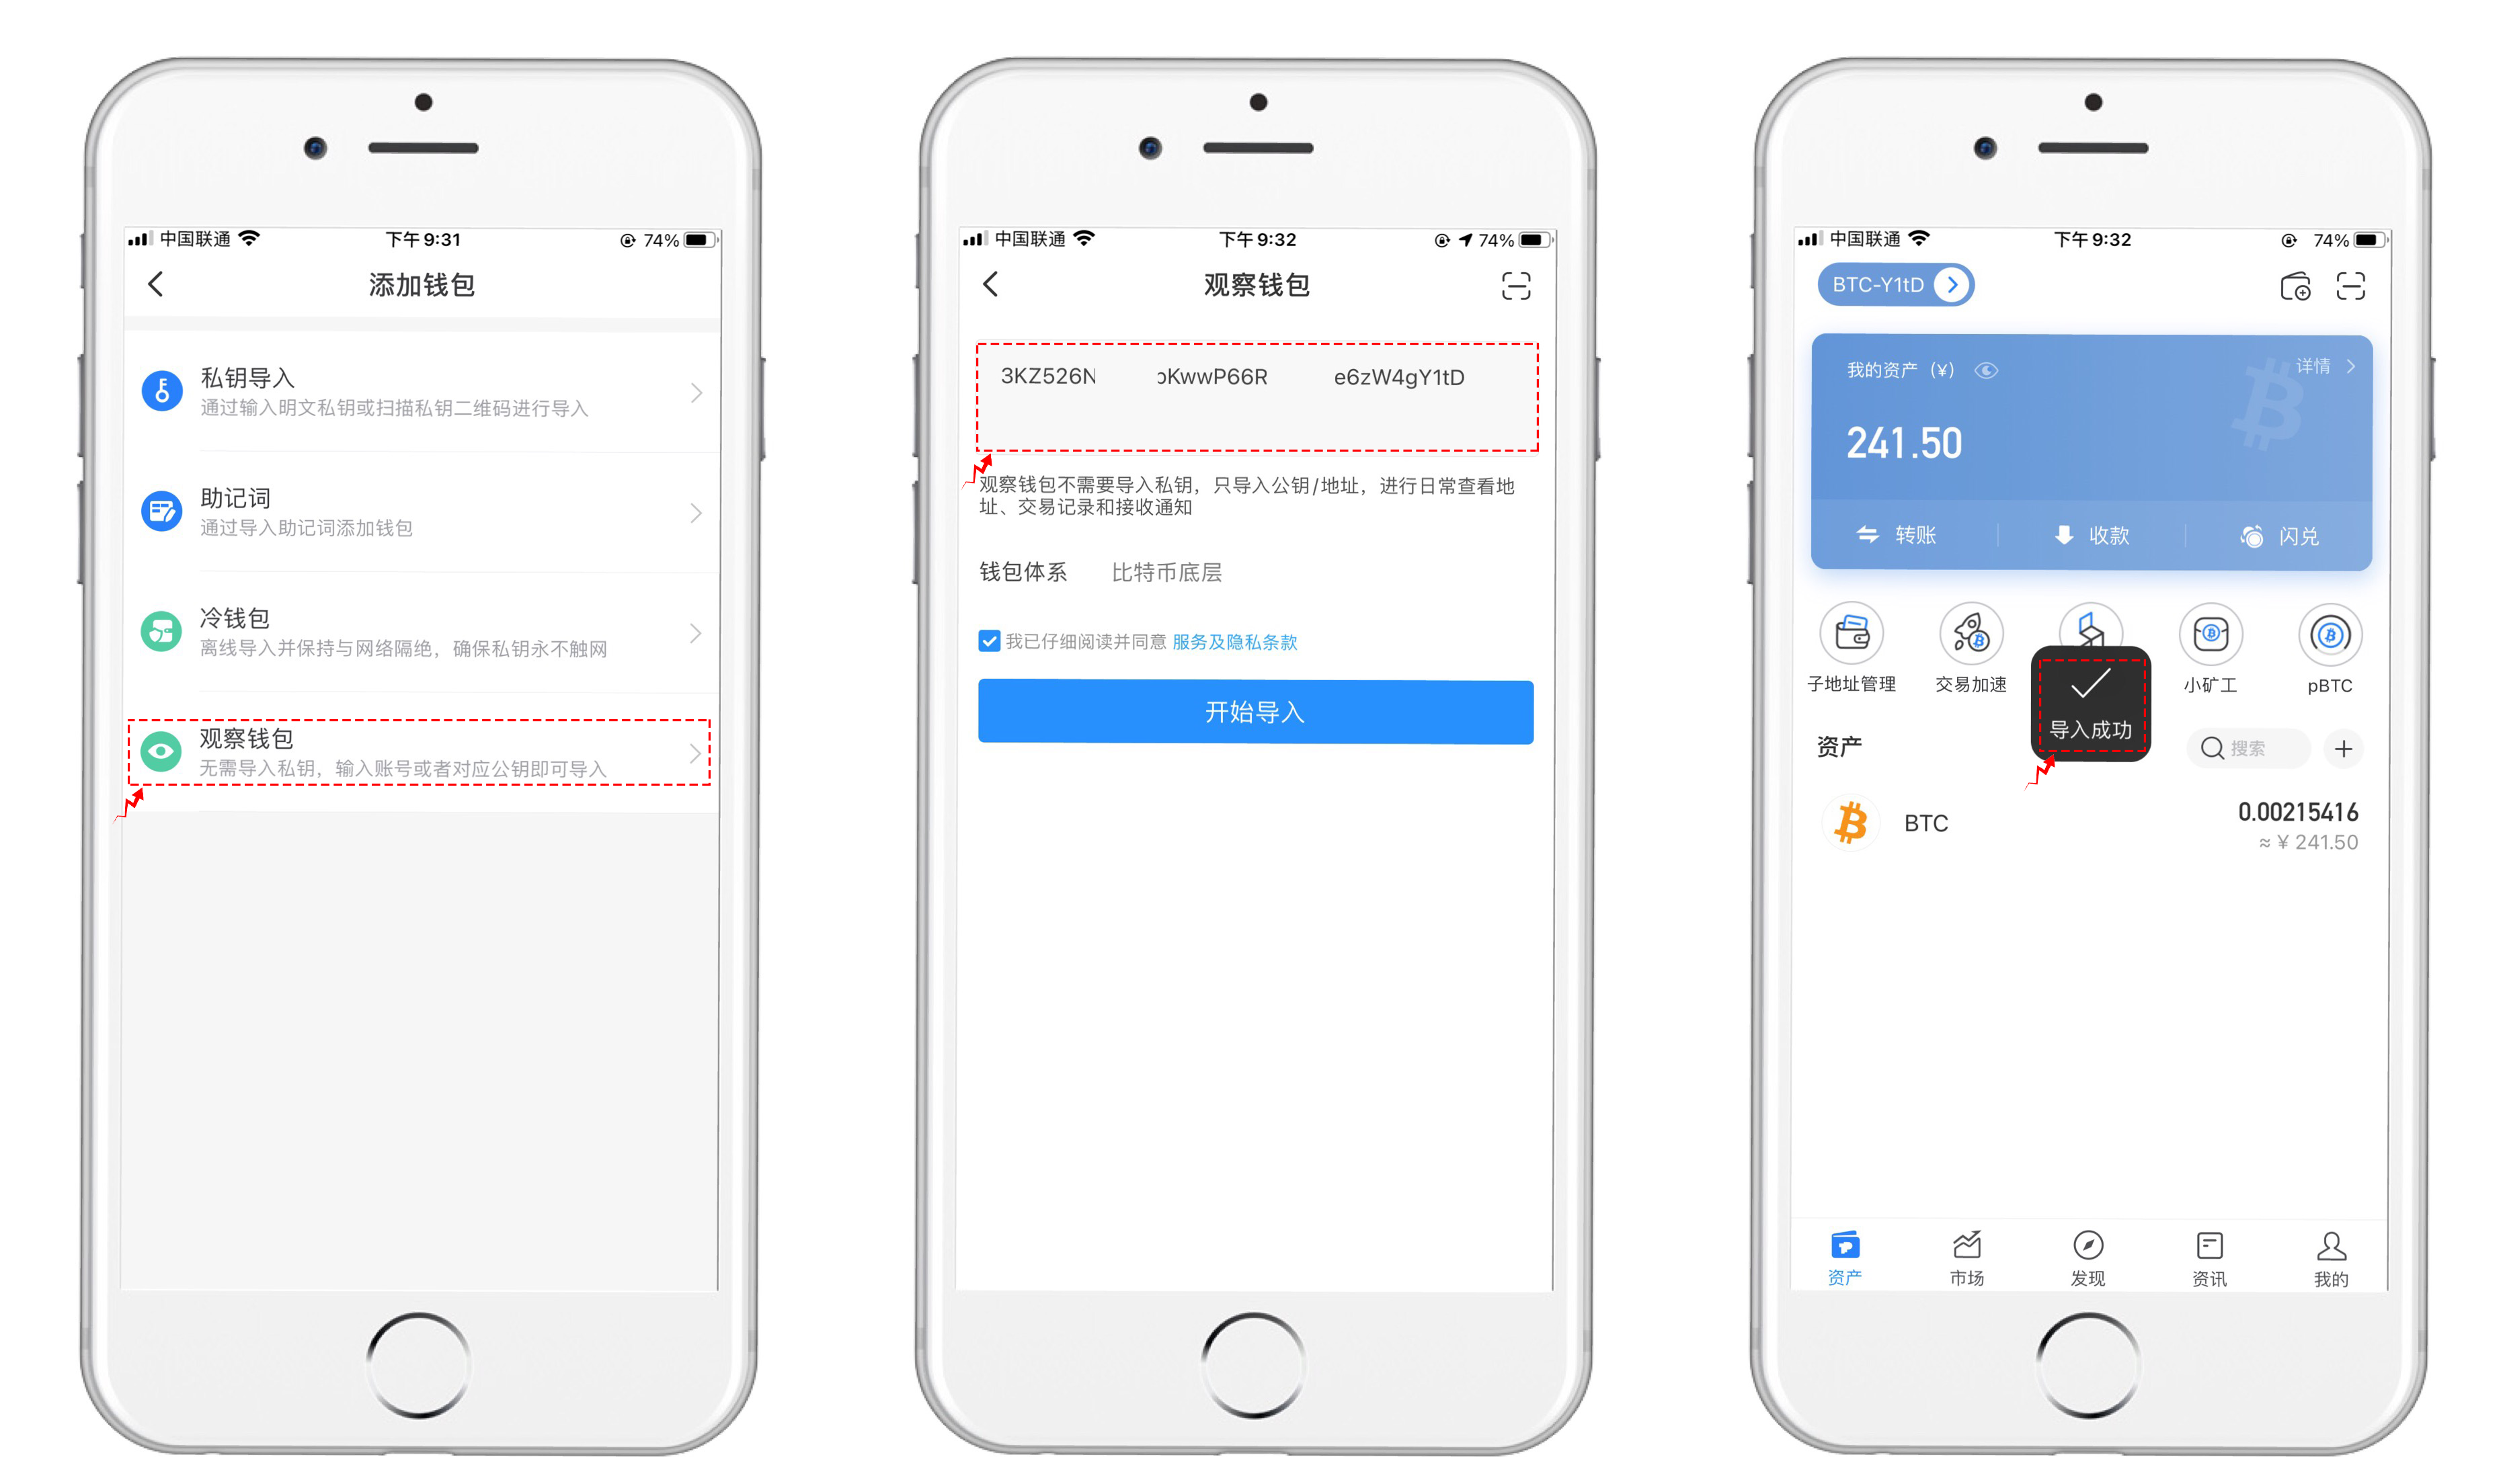 中国联通
下午 9:31
74%
添加钱包
私钥导入
通过输入明文私钥或扫描私钥二维码进行导入
助记词
通过导入助记词添加钱包
冷钱包
离线导入并保持与网络隔绝，确保私钥永不触网
观察钱包
无需导入私钥，输入账号或者对应公钥即可导入
中国联通
下午 9:32
74%
观察钱包
3KZ526N KwwP66R e6zW4gY1tD
观察钱包不需要导入私钥，只导入公钥/地址，进行日常查看地
址、交易记录和接收通知
钱包体系 比特币底层
我已仔细阅读并同意 服务及隐私条款
开始导入
中国联通
下午 9:32
74%
BTC-Y1tD
我的资产 (¥)
详情
241.50
转账
收款
闪兑
子地址管理
交易加速
小矿工
pBTC
导入成功
资产
搜索
BTC
0.00215416
≈ ¥ 241.50
资产
市场
发现
资讯
我的